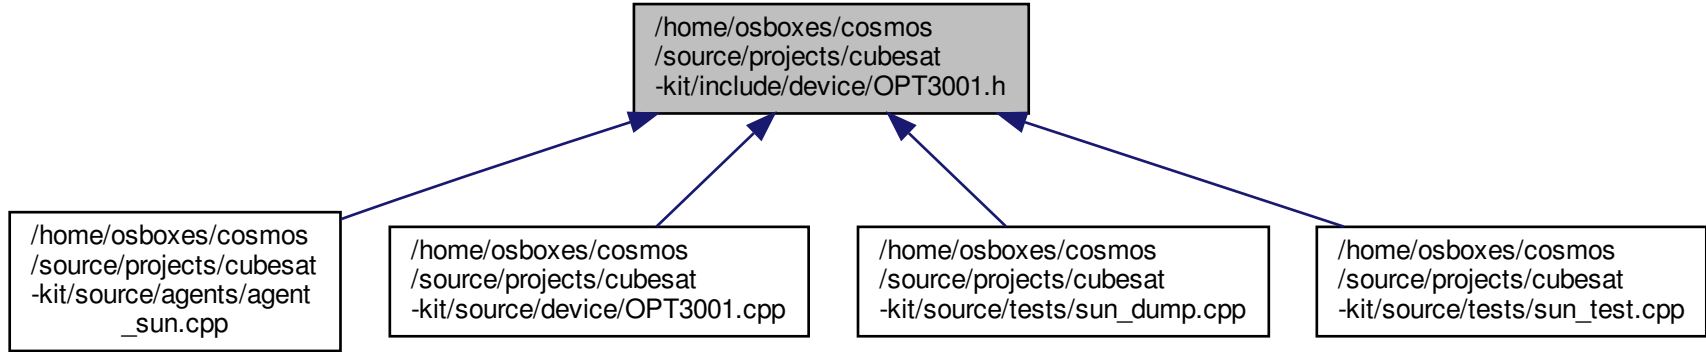 /home/osboxes/cosmos
/source/projects/cubesat
-kit/include/device/OPT3001.h
/home/osboxes/cosmos
/source/projects/cubesat
-kit/source/agents/agent
_sun.cpp
/home/osboxes/cosmos
/source/projects/cubesat
-kit/source/device/OPT3001.cpp
/home/osboxes/cosmos
/source/projects/cubesat
-kit/source/tests/sun_dump.cpp
/home/osboxes/cosmos
/source/projects/cubesat
-kit/source/tests/sun_test.cpp